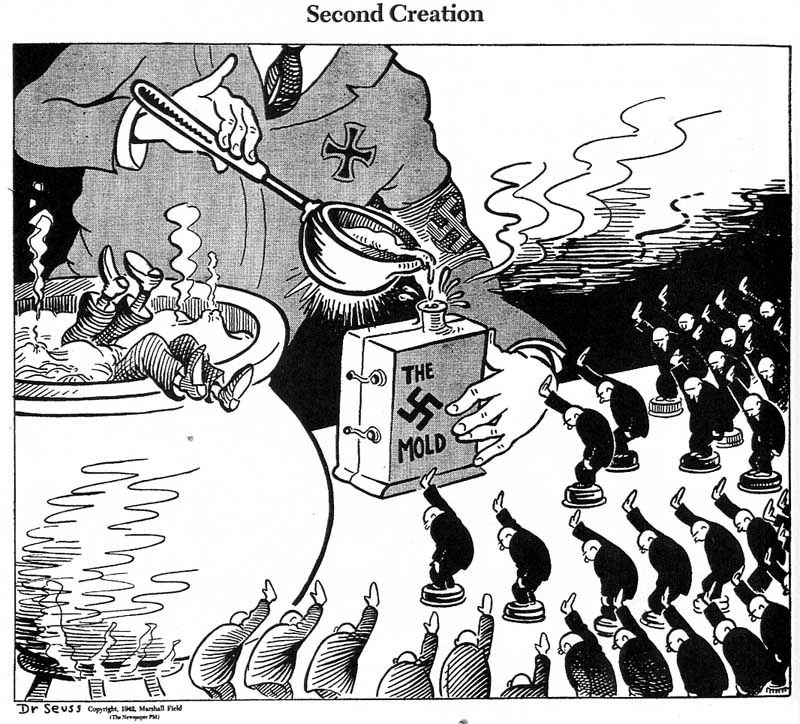 Second Creation
THE
MOLD
Dr Seuss
Copyright, 1942, Marshall Field
(The Newspaper PM)